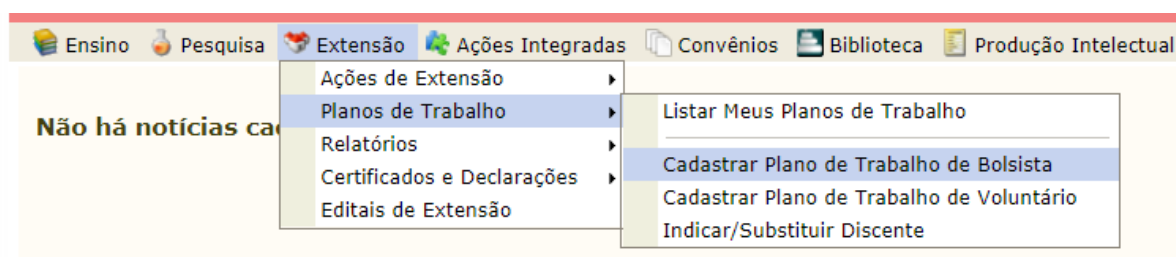 Ensino Pesquisa Extensão Ações Integradas Convênios Biblioteca Produção Intelectual
Ações de Extensão
Planos de Trabalho
Relatórios
Certificados e Declarações
Editais de Extensão
Listar Meus Planos de Trabalho
Cadastrar Plano de Trabalho de Bolsista
Cadastrar Plano de Trabalho de Voluntário
Indicar/Substituir Discente
Não há notícias